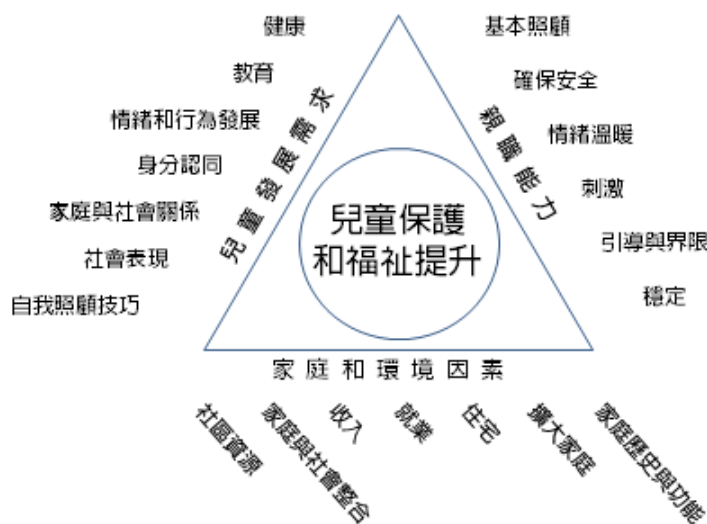 健康
教育
情緒和行為發展
身分認同
家庭與社會關係
社會表現
自我照顧技巧
兒童發展需求
基本照顧
確保安全
情緒溫暖
刺激
引導與界限
穩定
親職能力
兒童保護
和福祉提升
家庭和環境因素
社區資源
家庭與社會整合
收入
就業
住宅
擴大家庭
家庭歷史與功能